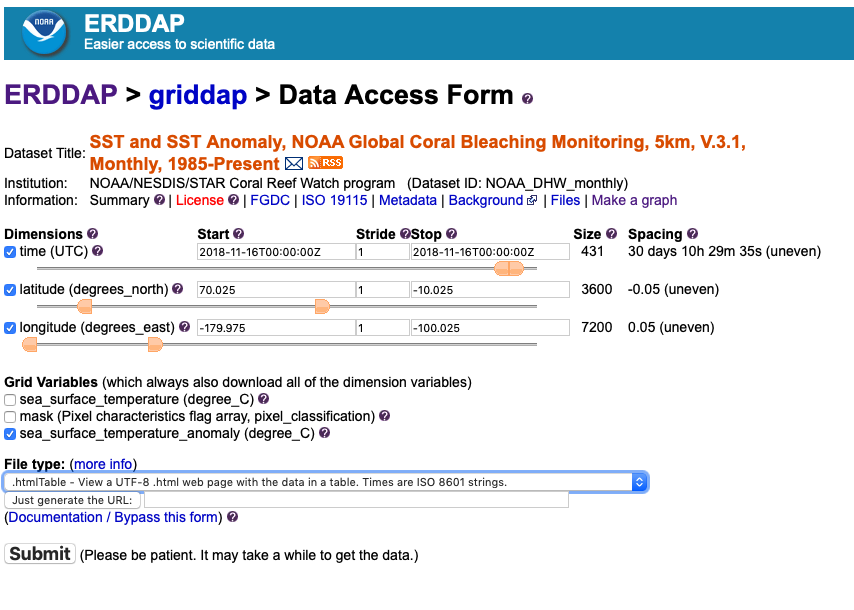 NOAA
ERDDAP
Easier access to scientific data
ERDDAP > griddap > Data Access Form ?
Dataset Title: SST and SST Anomaly, NOAA Global Coral Bleaching Monitoring, 5km, V.3.1,
Monthly, 1985-Present RSS
Institution: NOAA/NESDIS/STAR Coral Reef Watch program (Dataset ID: NOAA_DHW_monthly)
Information: Summary ? | License ? | FGDC | ISO 19115 | Metadata | Background | Files | Make a graph
Dimensions ? Start ? Stride ? Stop ? Size ? Spacing ?
time (UTC) ? 2018-11-16T00:00:00Z 1 2018-11-16T00:00:00Z 431 30 days 10h 29m 35s (uneven)
latitude (degrees_north) ? 70.025 1 -10.025 3600 -0.05 (uneven)
longitude (degrees_east) ? -179.975 1 -100.025 7200 0.05 (uneven)
Grid Variables (which always also download all of the dimension variables)
sea_surface_temperature (degree_C) ?
mask (Pixel characteristics flag array, pixel_classification) ?
sea_surface_temperature_anomaly (degree_C) ?
File type: (more info)
.htmlTable - View a UTF-8 .html web page with the data in a table. Times are ISO 8601 strings.
Just generate the URL:
(Documentation / Bypass this form) ?
Submit (Please be patient. It may take a while to get the data.)